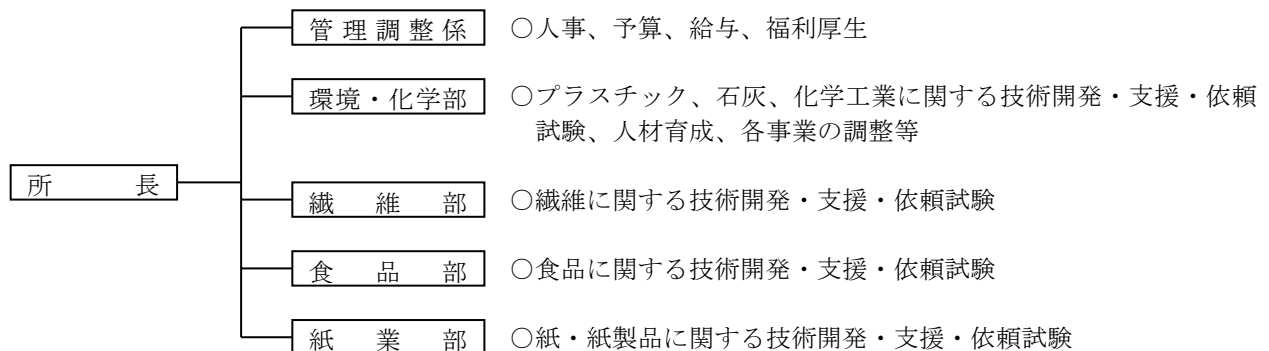 管理調整係 ○人事、予算、給与、福利厚生
環境・化学部 ○プラスチック、石灰、化学工業に関する技術開発・支援・依頼
試験、人材育成、各事業の調整等
所長
繊維部 ○繊維に関する技術開発・支援・依頼試験
食品部 ○食品に関する技術開発・支援・依頼試験
紙業部 ○紙・紙製品に関する技術開発・支援・依頼試験